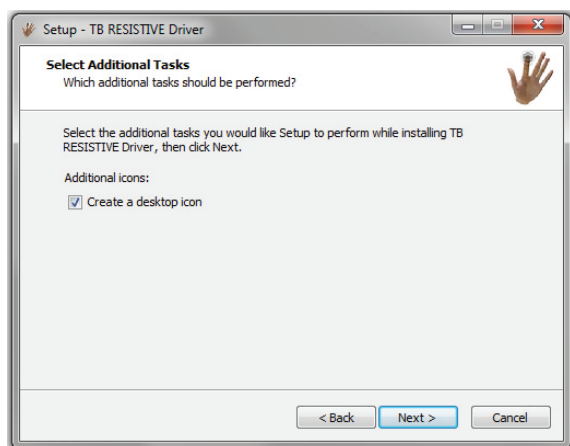 Setup - TB RESISTIVE Driver
Select Additional Tasks
Which additional tasks should be performed?
Select the additional tasks you would like Setup to perform while installing TB
RESISTIVE Driver, then click Next.
Additional icons:
Create a desktop icon
< Back
Next >
Cancel